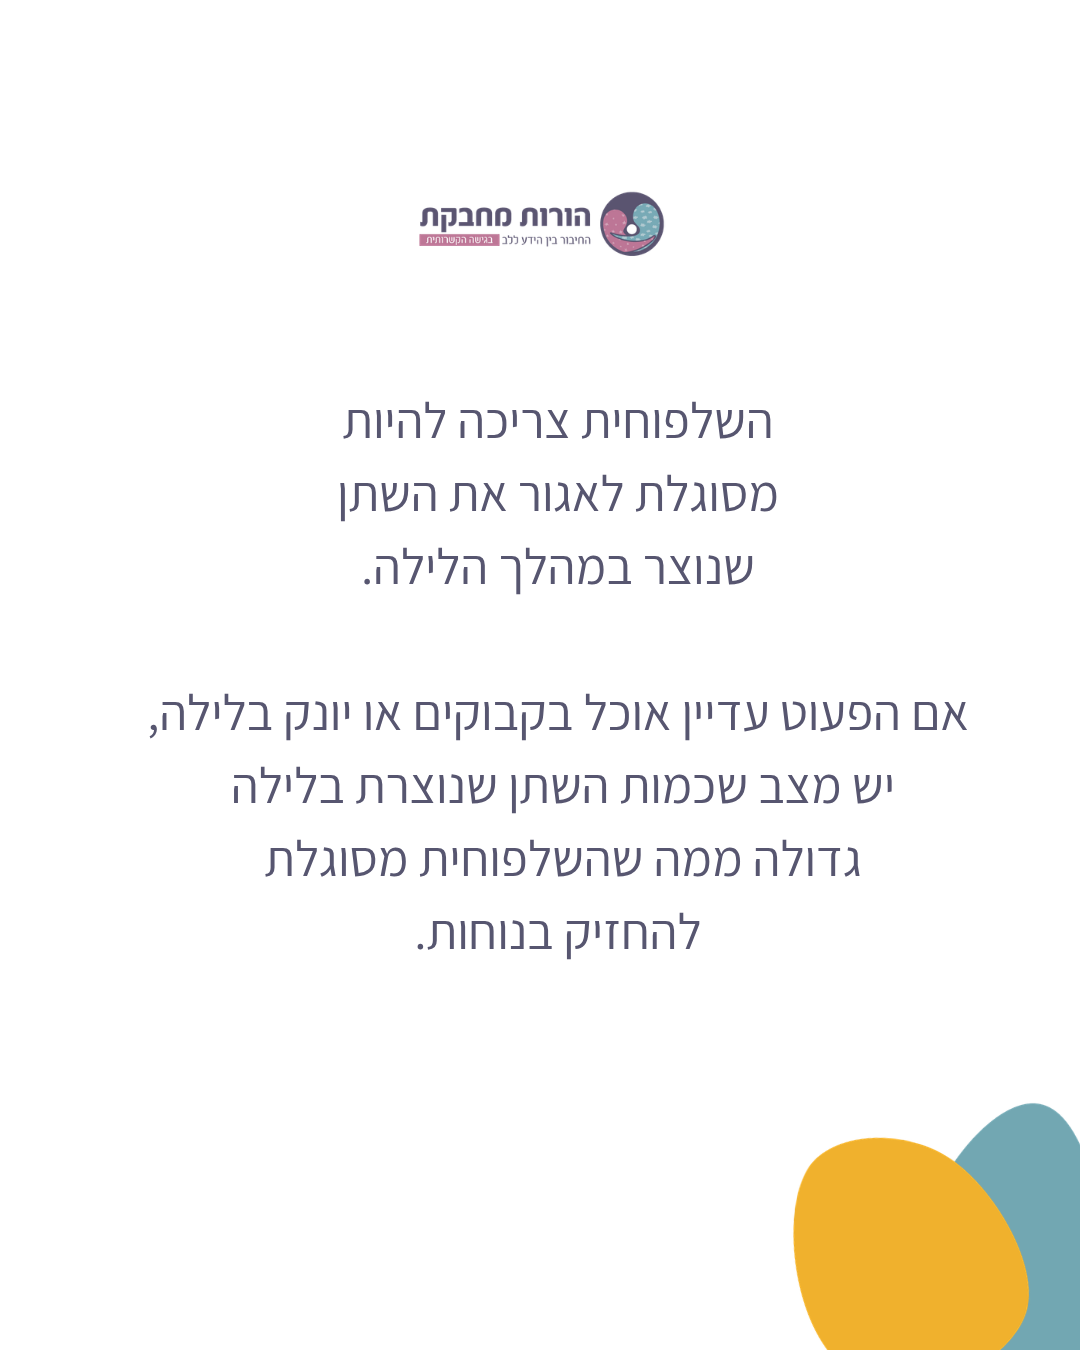 הורות מחבקת
החיבור בין הידע ללב בגישה הקשרותית
השלפוחית צריכה להיות
מסוגלת לאגור את השתן
שנוצר במהלך הלילה.
אם הפעוט עדיין אוכל בקבוקים או יונק בלילה,
יש מצב שכמות השתן שנוצרת בלילה
גדולה ממה שהשלפוחית מסוגלת
להחזיק בנוחות.